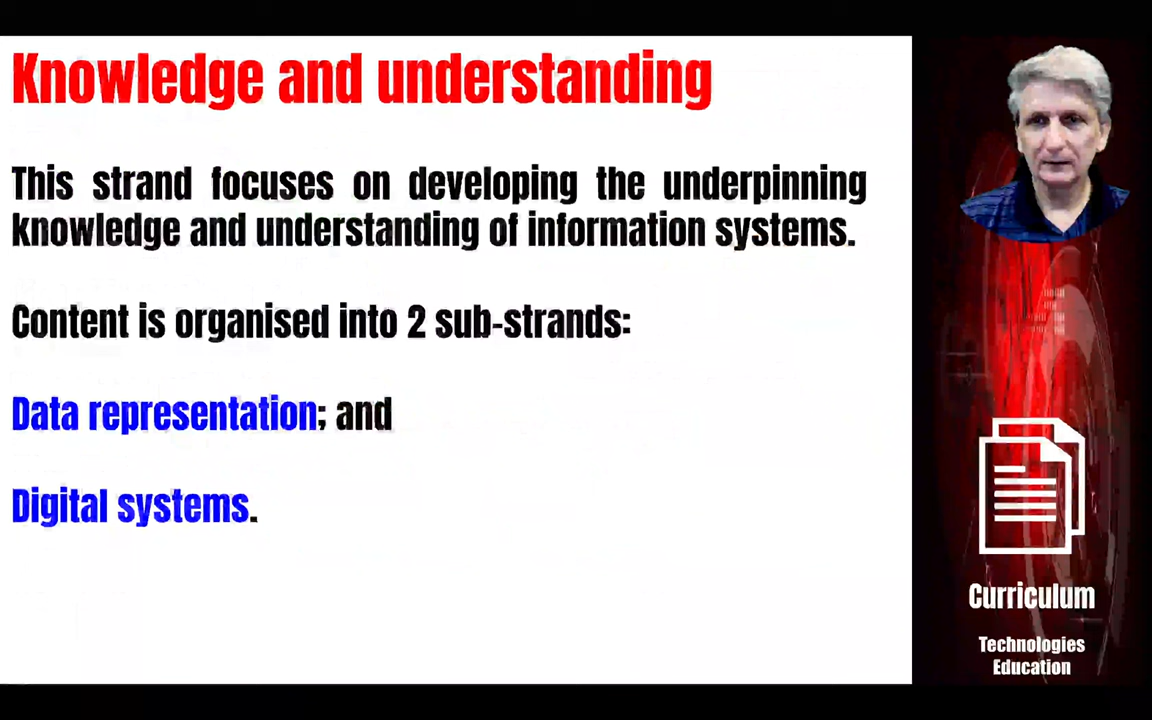 Knowledge and understanding
This strand focuses on developing the underpinning
knowledge and understanding of information systems.
Content is organised into 2 sub-strands:
Data representation; and
Digital systems.
Curriculum
Technologies
Education